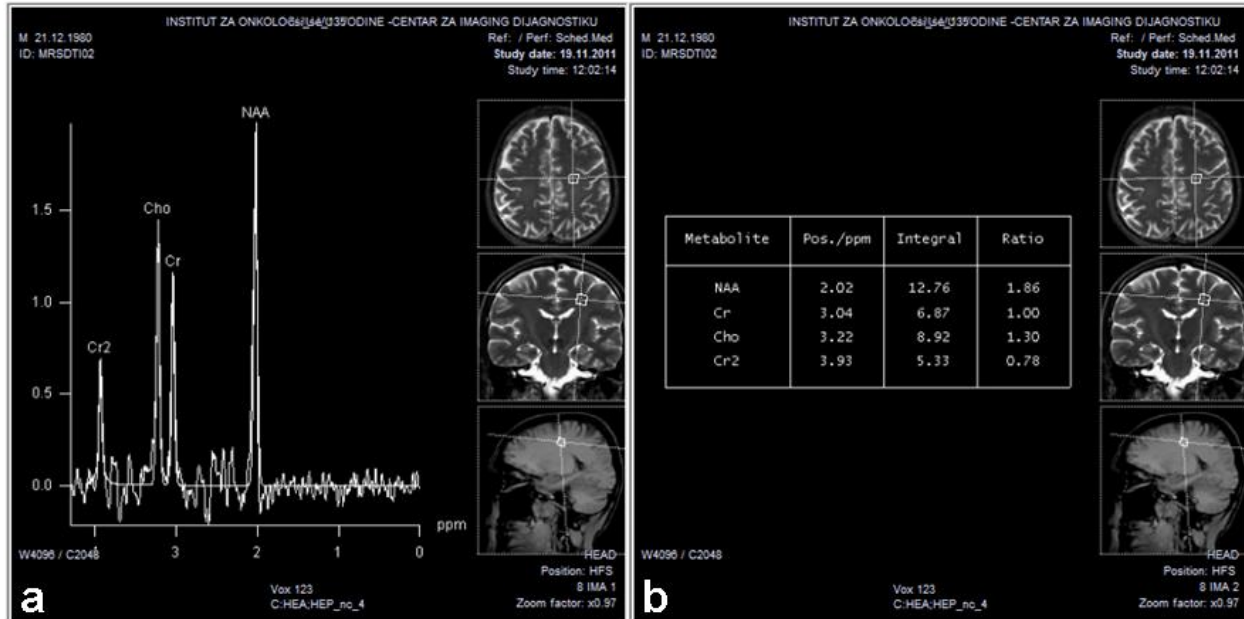 INSTITUT ZA ODINE -CENTAR ZA IMAGING DIJAGNOSTIKU
M 21.12.1980
ID: MRSDTI02
Ref: / Perf: Sched.Med
Study date: 19.11.2011
Study time: 12:02:14
NAA
Cho
Cr
Cr2
1.5
1.0
0.5
0.0
ppm
3 2 1 0
W4096 / C2048
Vox 123
C:HEA;HEP_nc_4
HEAD
Position: HFS
8 IMA 1
Zoom factor: x0.97
a
INSTITUT ZA ODINE -CENTAR ZA IMAGING DIJAGNOSTIKU
M 21.12.1980
ID: MRSDTI02
Ref: / Perf: Sched.Med
Study date: 19.11.2011
Study time: 12:02:14
Metabolite Pos./ppm Integral Ratio
NAA 2.02 12.76 1.86
Cr 3.04 6.87 1.00
Cho 3.22 8.92 1.30
Cr2 3.93 5.33 0.78
W4096 / C2048
Vox 123
C:HEA;HEP_nc_4
HEAD
Position: HFS
8 IMA 2
Zoom factor: x0.97
b